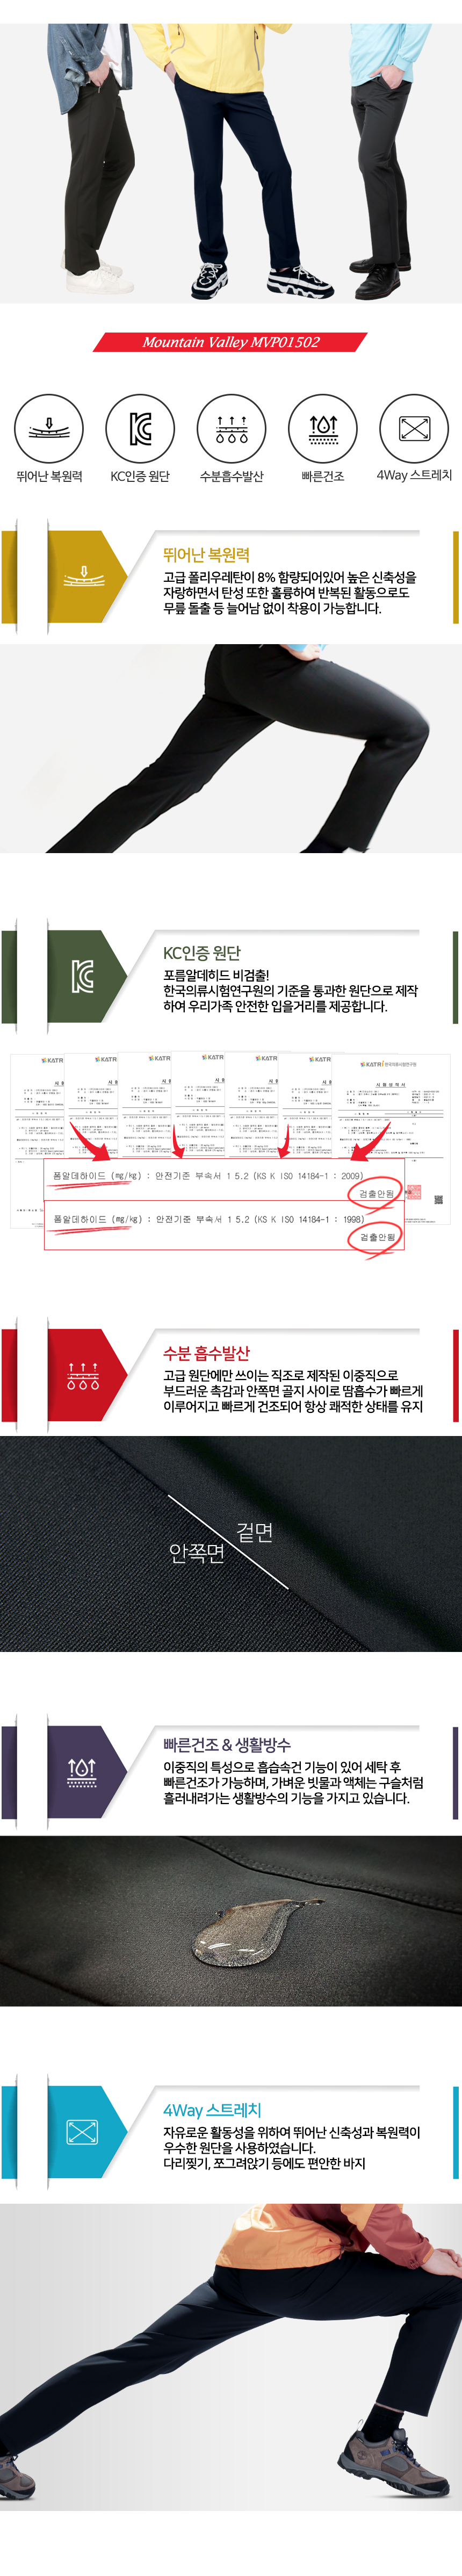 Mountain Valley MVP01502
뛰어난 복원력
KC인증 원단
수분흡수발산
빠른건조
4Way 스트레치
뛰어난 복원력
고급 폴리우레탄이 8% 함량되어있어 높은 신축성을
자랑하면서 탄성 또한 훌륭하여 반복된 활동으로도
무릎 돌출 등 늘어남 없이 착용이 가능합니다.
KC인증 원단
포름알데히드 비검출!
한국의류시험연구원의 기준을 통과한 원단으로 제작
하여 우리가족 안전한 입을거리를 제공합니다.
KATRI 한국의류시험연구원
시험성적서
폼알데하이드 (mg/kg) : 안전기준 부속서 1 5.2 (KS K ISO 14184-1 : 2009)
검출안됨
폼알데하이드 (mg/kg) : 안전기준 부속서 1 5.2 (KS K ISO 14184-1 : 1998)
검출안됨
수분 흡수발산
고급 원단에만 쓰이는 직조로 제작된 이중직으로
부드러운 촉감과 안쪽면 골지 사이로 땀흡수가 빠르게
이루어지고 빠르게 건조되어 항상 쾌적한 상태를 유지
겉면
안쪽면
빠른건조 & 생활방수
이중직의 특성으로 흡습속건 기능이 있어 세탁 후
빠른건조가 가능하며, 가벼운 빗물과 액체는 구슬처럼
흘러내려가는 생활방수의 기능을 가지고 있습니다.
4Way 스트레치
자유로운 활동성을 위하여 뛰어난 신축성과 복원력이
우수한 원단을 사용하였습니다.
다리찢기, 쪼그려앉기 등에도 편안한 바지